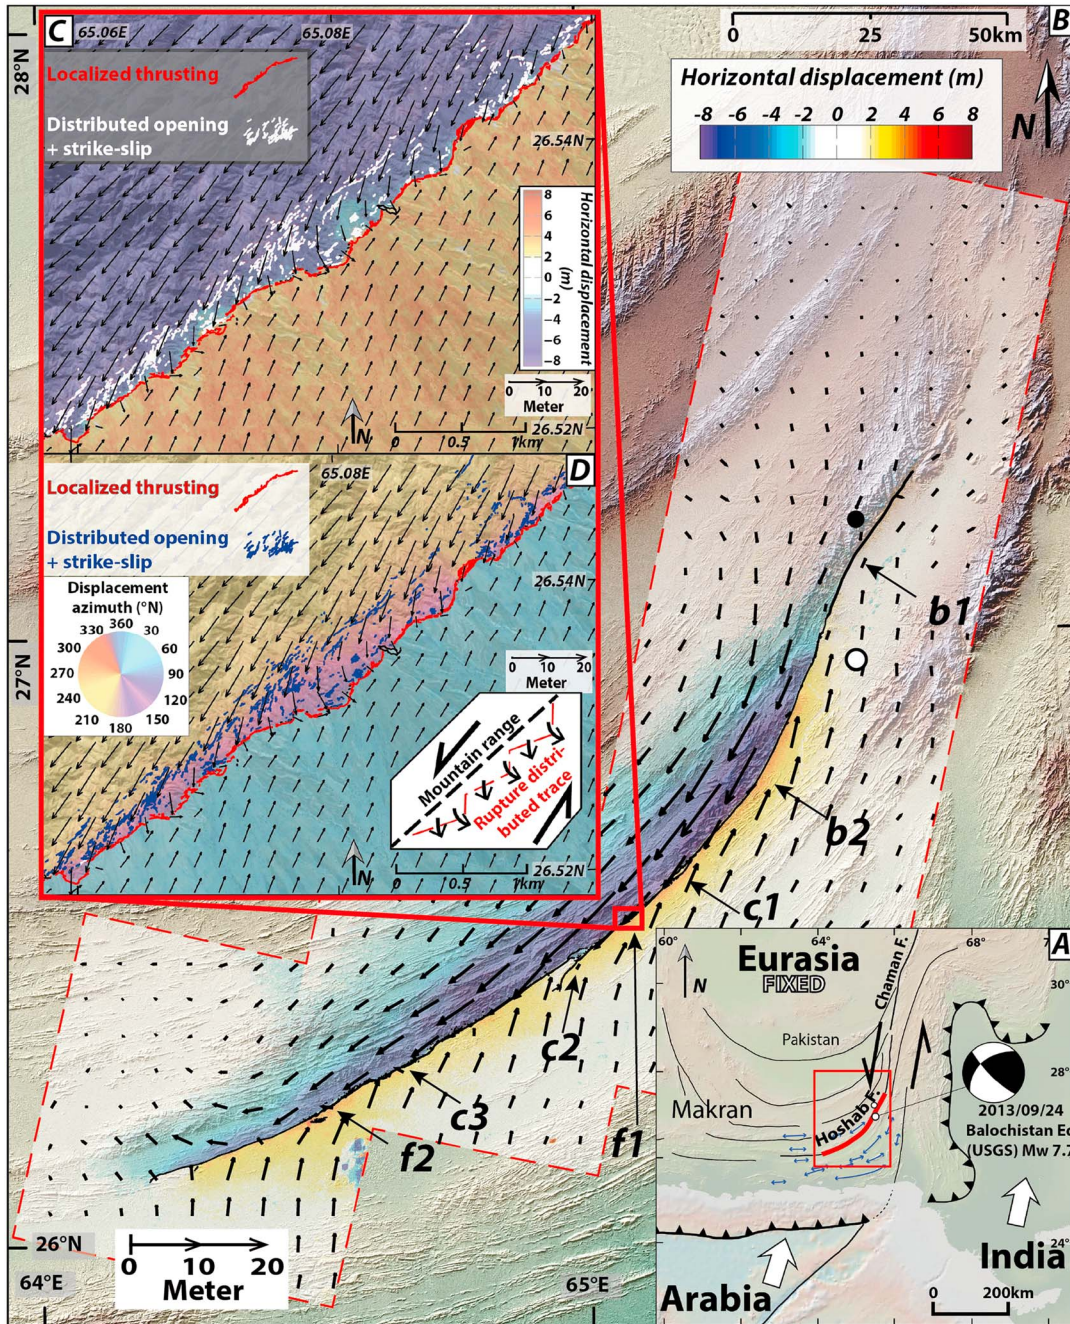 C
65.06E
65.08E
Localized thrusting
Distributed opening
+ strike-slip
26.54N
8
6
4
2
0
−2
−4
−6
−8
Horizontal displacement
(m)
0 10 20
Meter
N
0 0.5 1km
26.52N
D
65.08E
Localized thrusting
Distributed opening
+ strike-slip
Displacement
azimuth (°N)
360
30
60
90
120
150
180
210
240
270
300
330
26.54N
0 10 20
Meter
Mountain range
Rupture distri-
buted trace
N
0 0.5 1km
26.52N
B
0 25 50km
Horizontal displacement (m)
-8 -6 -4 -2 0 2 4 6 8
N
28°N
27°N
26°N
64°E
65°E
b1
b2
c1
c2
c3
f1
f2
0 10 20
Meter
A
60° 64° 68° 7
N
Eurasia
FIXED
Chaman F.
30°
Pakistan
28°
Makran
Hoshab F.
2013/09/24
Balochistan Eq
(USGS) Mw 7.7
24°
India
Arabia
0 200km